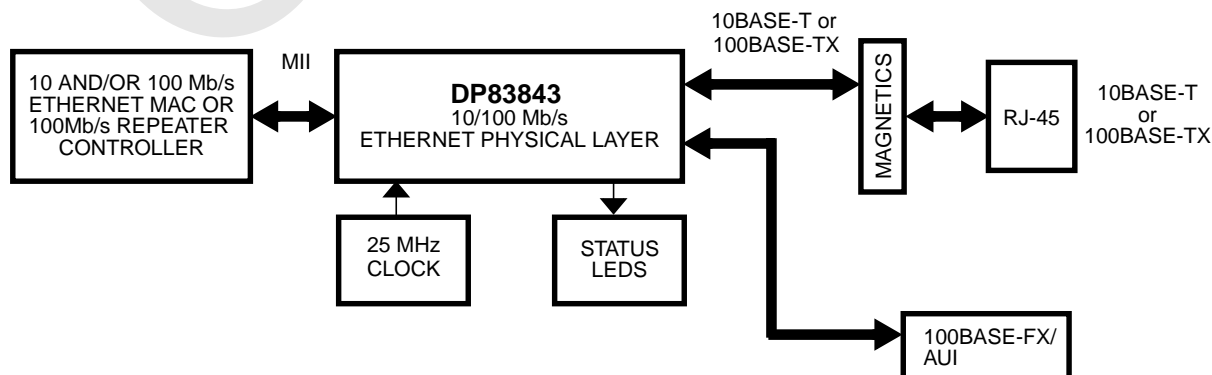 10BASE-T or
100BASE-TX
MII
10 AND/OR 100 Mb/s
ETHERNET MAC OR
100Mb/s REPEATER
CONTROLLER
DP83843
10/100 Mb/s
ETHERNET PHYSICAL LAYER
MAGNETICS
RJ-45
10BASE-T
or
100BASE-TX
25 MHz
CLOCK
STATUS
LEDS
100BASE-FX/
AUI